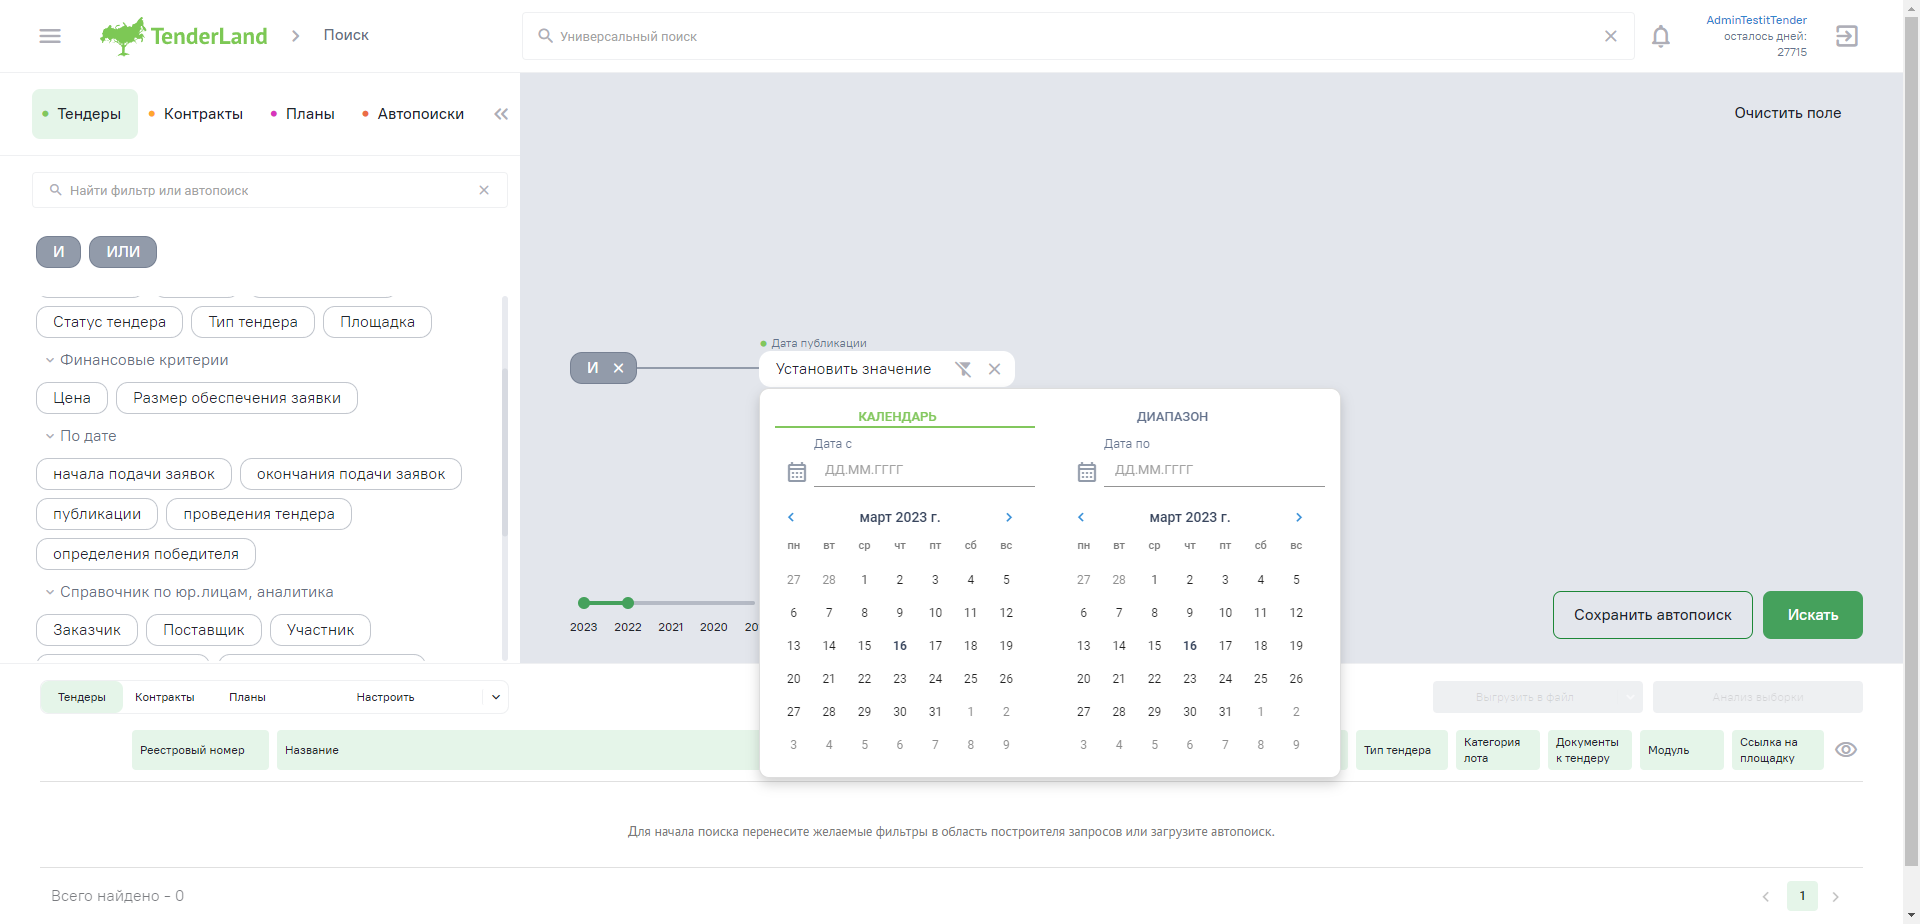 TenderLand
Поиск
Универсальный поиск
AdminTestitTender
осталось дней:
27715
Тендеры
Контракты
Планы
Автопоиски
Очистить поле
Найти фильтр или автопоиск
И
ИЛИ
Статус тендера
Тип тендера
Площадка
Финансовые критерии
Цена
Размер обеспечения заявки
По дате
начала подачи заявок
окончания подачи заявок
публикации
проведения тендера
определения победителя
Справочник по юр.лицам, аналитика
Заказчик
Поставщик
Участник
И
Дата публикации
Установить значение
КАЛЕНДАРЬ
ДИАПАЗОН
Дата с
ДД.ММ.ГГГГ
Дата по
ДД.ММ.ГГГГ
март 2023 г.
пн вт ср чт пт сб вс
27 28 1 2 3 4 5
6 7 8 9 10 11 12
13 14 15 16 17 18 19
20 21 22 23 24 25 26
27 28 29 30 31 1 2
3 4 5 6 7 8 9
март 2023 г.
пн вт ср чт пт сб вс
27 28 1 2 3 4 5
6 7 8 9 10 11 12
13 14 15 16 17 18 19
20 21 22 23 24 25 26
27 28 29 30 31 1 2
3 4 5 6 7 8 9
2023 2022 2021 2020 20
Сохранить автопоиск
Искать
Тендеры
Контракты
Планы
Настроить
Выгрузить в файл
Анализ выборки
Реестровый номер
Название
Тип тендера
Категория
лота
Документы
к тендеру
Модуль
Ссылка на
площадку
Для начала поиска перенесите желаемые фильтры в область построителя запросов или загрузите автопоиск.
Всего найдено - 0
1